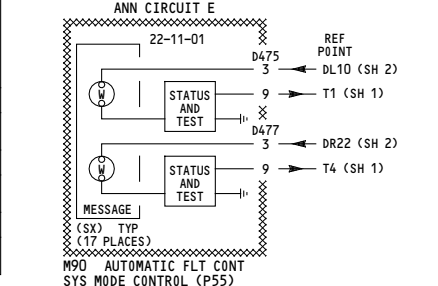 ANN CIRCUIT E
22-11-01
REF
POINT
D475
3 DL10 (SH 2)
W
STATUS
AND
TEST
9 T1 (SH 1)
D477
3 DR22 (SH 2)
W
STATUS
AND
TEST
9 T4 (SH 1)
MESSAGE
(SX) TYP
(17 PLACES)
M90 AUTOMATIC FLT CONT
SYS MODE CONTROL (P55)